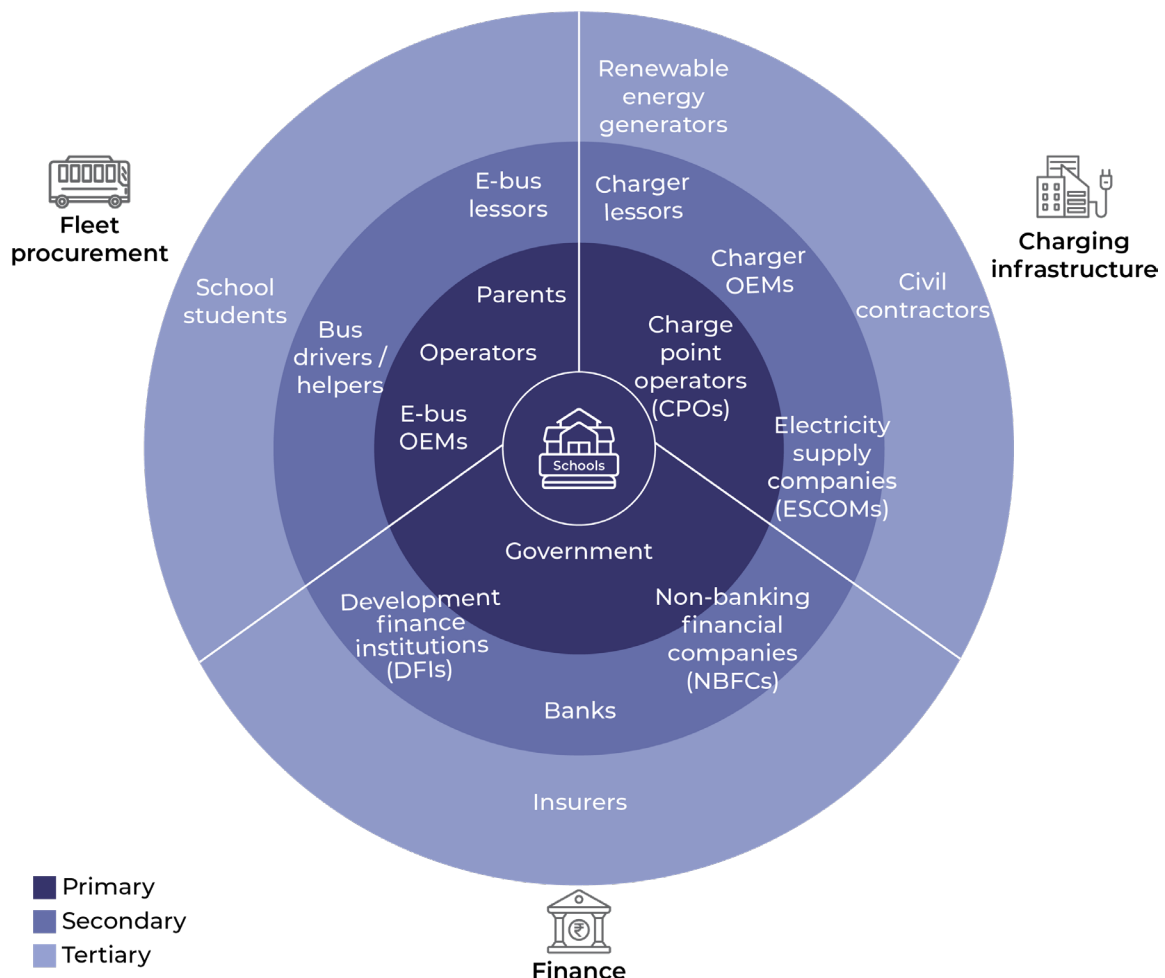 Renewable
energy
generators
E-bus
lessors
Charger
lessors
Fleet
procurement
Charging
infrastructure
Charger
OEMs
School
students
Parents
Civil
contractors
Bus
drivers /
helpers
Operators
Charge
point
operators
(CPOs)
E-bus
OEMs
Schools
Electricity
supply
companies
(ESCOMs)
Government
Development
finance
institutions
(DFIs)
Non-banking
financial
companies
(NBFCs)
Banks
Insurers
Primary
Secondary
Tertiary
₹
Finance